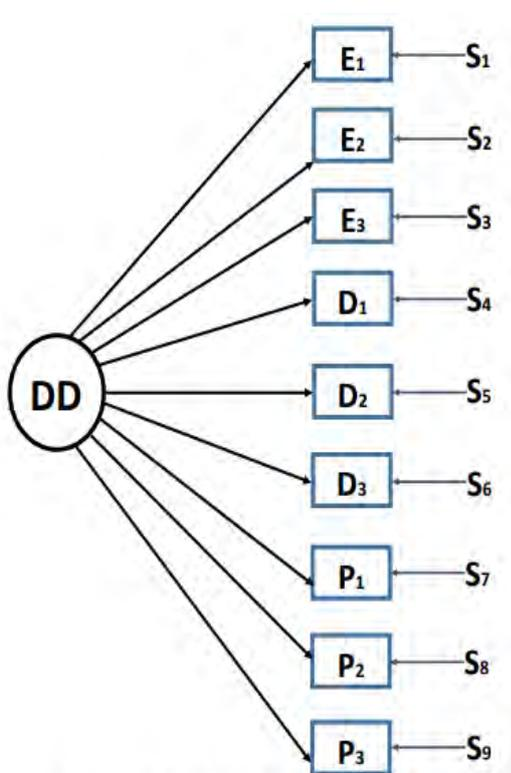 E₁ S₁
E₂ S₂
E₃ S₃
D₁ S₄
DD D₂ S₅
D₃ S₆
P₁ S₇
P₂ S₈
P₃ S₉